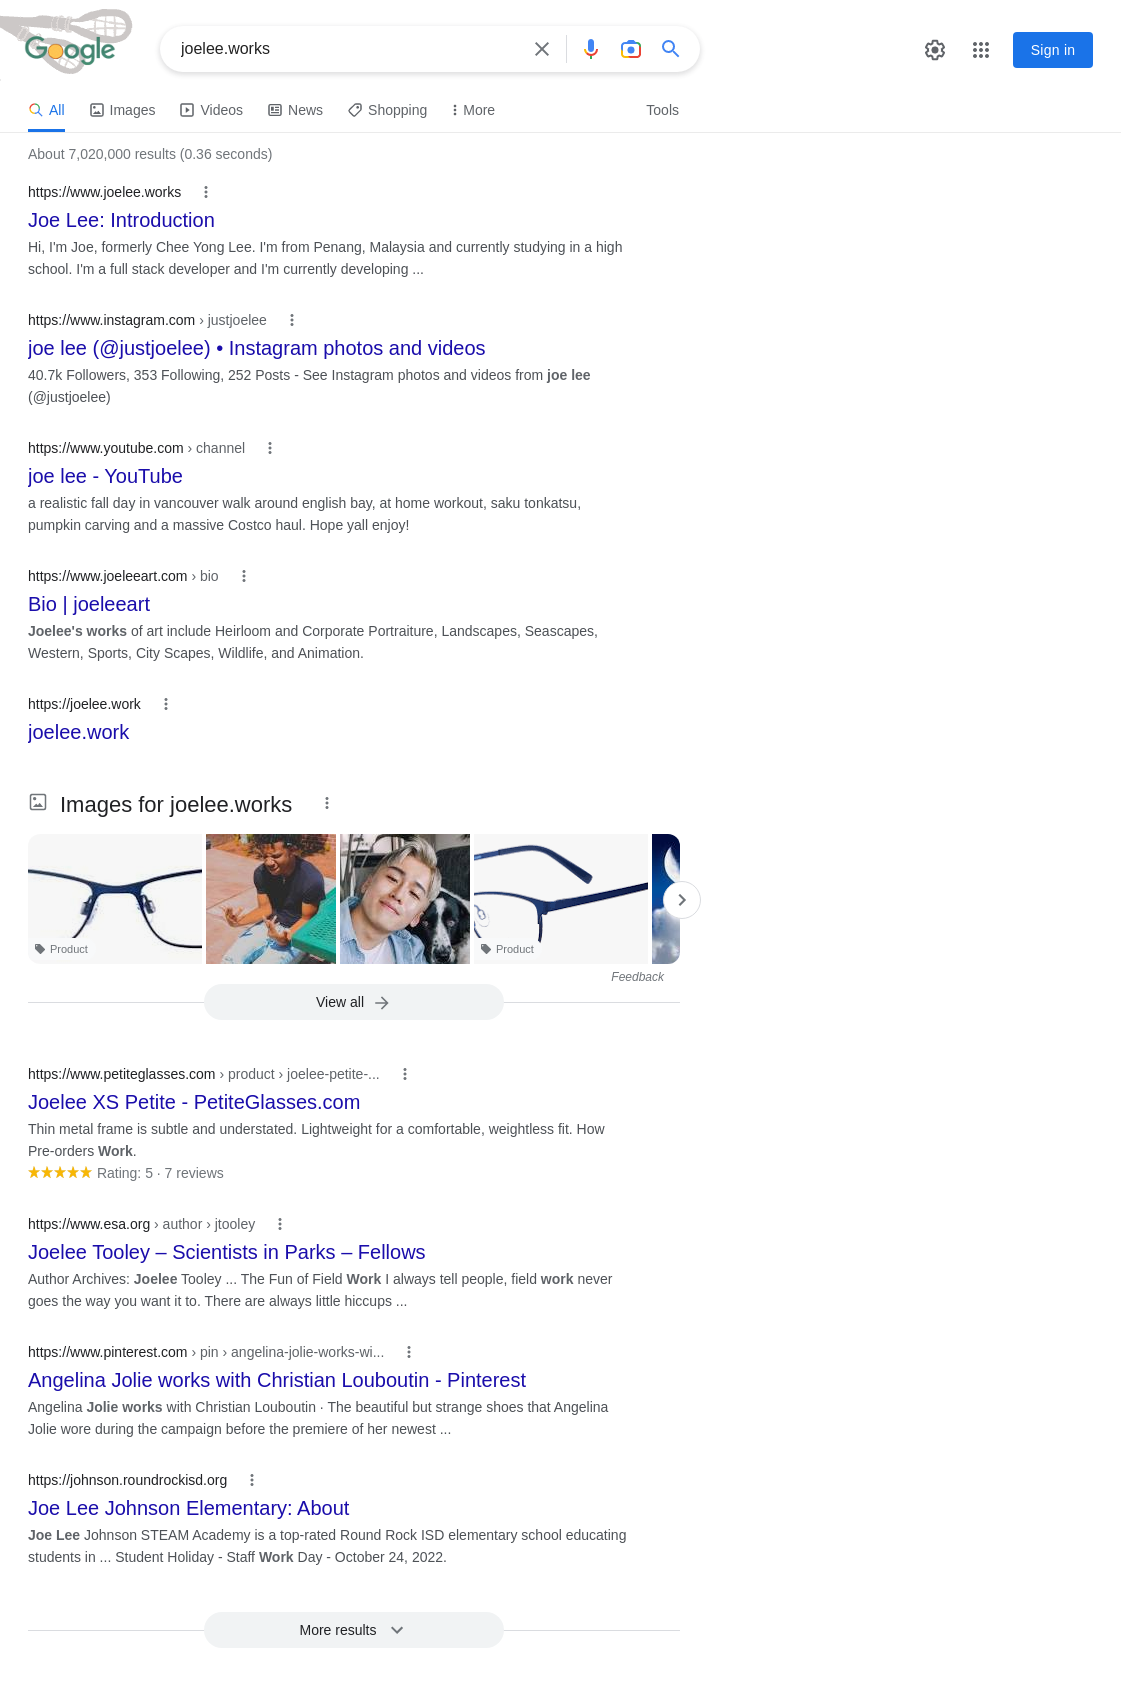 Google
joelee.works
Sign in
All
Images
Videos
News
Shopping
More
Tools
About 7,020,000 results (0.36 seconds)
https://www.joelee.works
Joe Lee: Introduction
Hi, I'm Joe, formerly Chee Yong Lee. I'm from Penang, Malaysia and currently studying in a high
school. I'm a full stack developer and I'm currently developing ...
https://www.instagram.com › justjoelee
joe lee (@justjoelee) • Instagram photos and videos
40.7k Followers, 353 Following, 252 Posts - See Instagram photos and videos from joe lee
(@justjoelee)
https://www.youtube.com › channel
joe lee - YouTube
a realistic fall day in vancouver walk around english bay, at home workout, saku tonkatsu,
pumpkin carving and a massive Costco haul. Hope yall enjoy!
https://www.joeleeart.com › bio
Bio | joeleeart
Joelee's works of art include Heirloom and Corporate Portraiture, Landscapes, Seascapes,
Western, Sports, City Scapes, Wildlife, and Animation.
https://joelee.work
joelee.work
Images for joelee.works
Product
Product
Feedback
View all
https://www.petiteglasses.com › product › joelee-petite-...
Joelee XS Petite - PetiteGlasses.com
Thin metal frame is subtle and understated. Lightweight for a comfortable, weightless fit. How
Pre-orders Work.
Rating: 5 · 7 reviews
https://www.esa.org › author › jtooley
Joelee Tooley – Scientists in Parks – Fellows
Author Archives: Joelee Tooley ... The Fun of Field Work I always tell people, field work never
goes the way you want it to. There are always little hiccups ...
https://www.pinterest.com › pin › angelina-jolie-works-wi...
Angelina Jolie works with Christian Louboutin - Pinterest
Angelina Jolie works with Christian Louboutin · The beautiful but strange shoes that Angelina
Jolie wore during the campaign before the premiere of her newest ...
https://johnson.roundrockisd.org
Joe Lee Johnson Elementary: About
Joe Lee Johnson STEAM Academy is a top-rated Round Rock ISD elementary school educating
students in ... Student Holiday - Staff Work Day - October 24, 2022.
More results